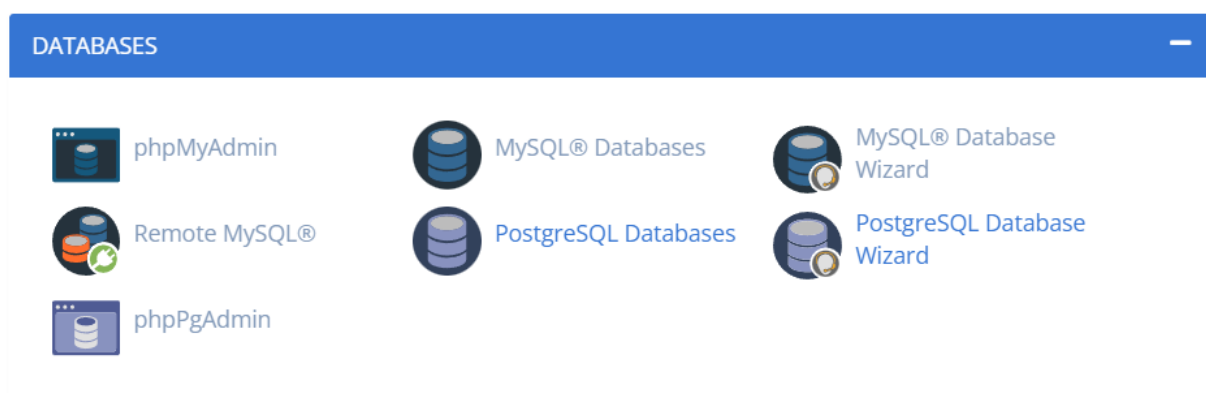 DATABASES
phpMyAdmin
MySQL® Databases
MySQL® Database
Wizard
Remote MySQL®
PostgreSQL Databases
PostgreSQL Database
Wizard
phpPgAdmin